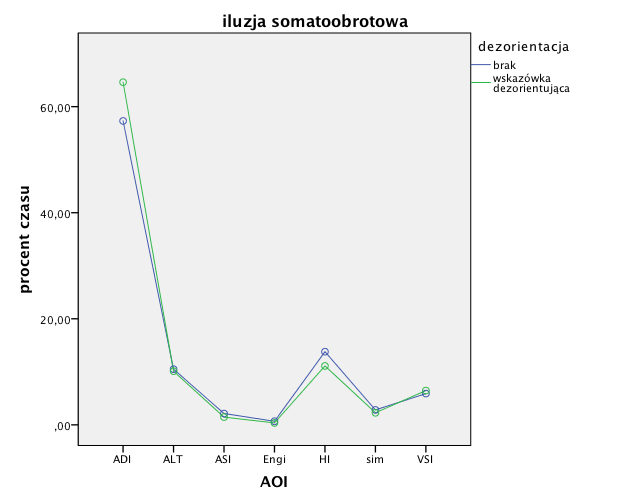 iluzja somatoobrotowa
dezorientacja
brak
wskazówka
dezorientująca
procent czasu
60,00
40,00
20,00
,00
ADI ALT ASI Engi HI sim VSI
AOI